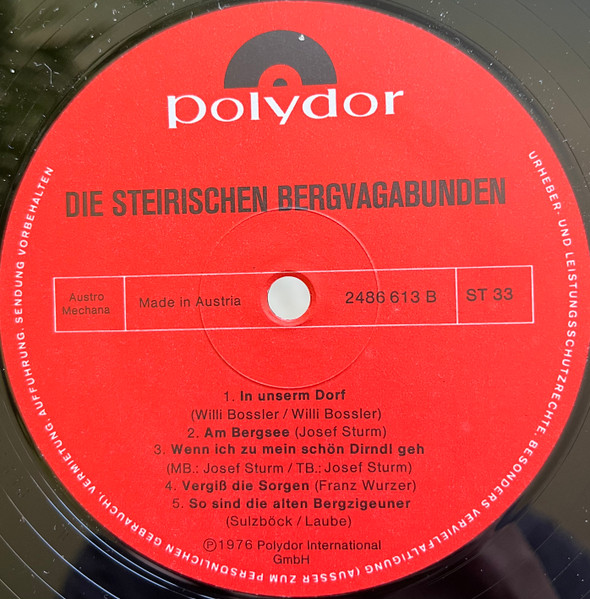 polydor
DIE STEIRISCHEN BERGVAGABUNDEN
Austro
Mechana
Made in Austria
2486 613 B
ST 33
1. In unserm Dorf
(Willi Bossler / Willi Bossler)
2. Am Bergsee (Josef Sturm)
3. Wenn ich zu mein schön Dirndl geh
(MB.: Josef Sturm / TB.: Josef Sturm)
4. Vergiß die Sorgen (Franz Wurzer)
5. So sind die alten Bergzigeuner
(Sulzböck / Laube)
Ⓟ 1976 Polydor International
GmbH
URHEBER- UND LEISTUNGSSCHUTZRECHTE, BESONDERS VERVIELFÄLTIGUNG (AUSSER ZUM PERSÖNLICHEN GEBRAUCH), VERMIETUNG, AUFFÜHRUNG, SENDUNG VORBEHALTEN